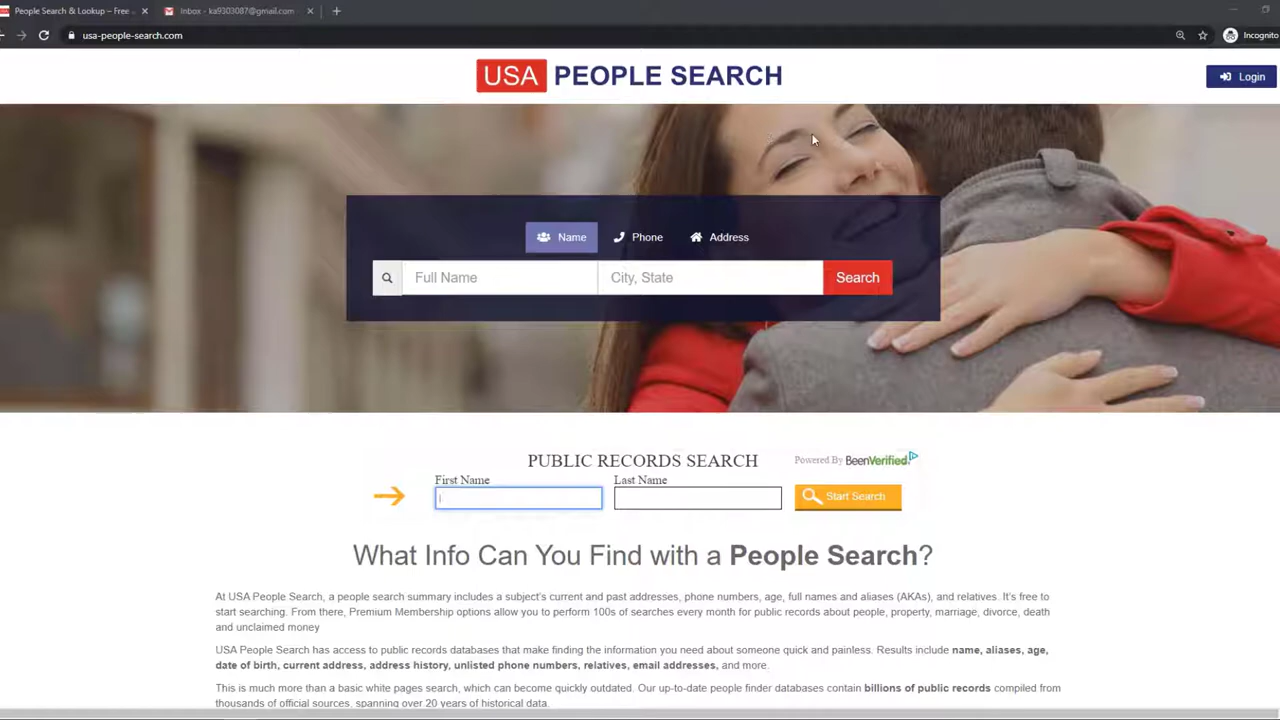 People Search & Lookup – Free
Inbox - ka9303087@gmail.com
usa-people-search.com
Incognito
USA PEOPLE SEARCH
Login
Name
Phone
Address
Full Name
City, State
Search
PUBLIC RECORDS SEARCH
Powered By BeenVerified.
First Name
Last Name
Start Search
What Info Can You Find with a People Search?
At USA People Search, a people search summary includes a subject's current and past addresses, phone numbers, age, full names and aliases (AKAs), and relatives. It's free to
start searching. From there, Premium Membership options allow you to perform 100s of searches every month for public records about people, property, marriage, divorce, death
and unclaimed money
USA People Search has access to public records databases that make finding the information you need about someone quick and painless. Results include name, aliases, age,
date of birth, current address, address history, unlisted phone numbers, relatives, email addresses, and more.
This is much more than a basic white pages search, which can become quickly outdated. Our up-to-date people finder databases contain billions of public records compiled from
thousands of official sources, spanning over 20 years of historical data.